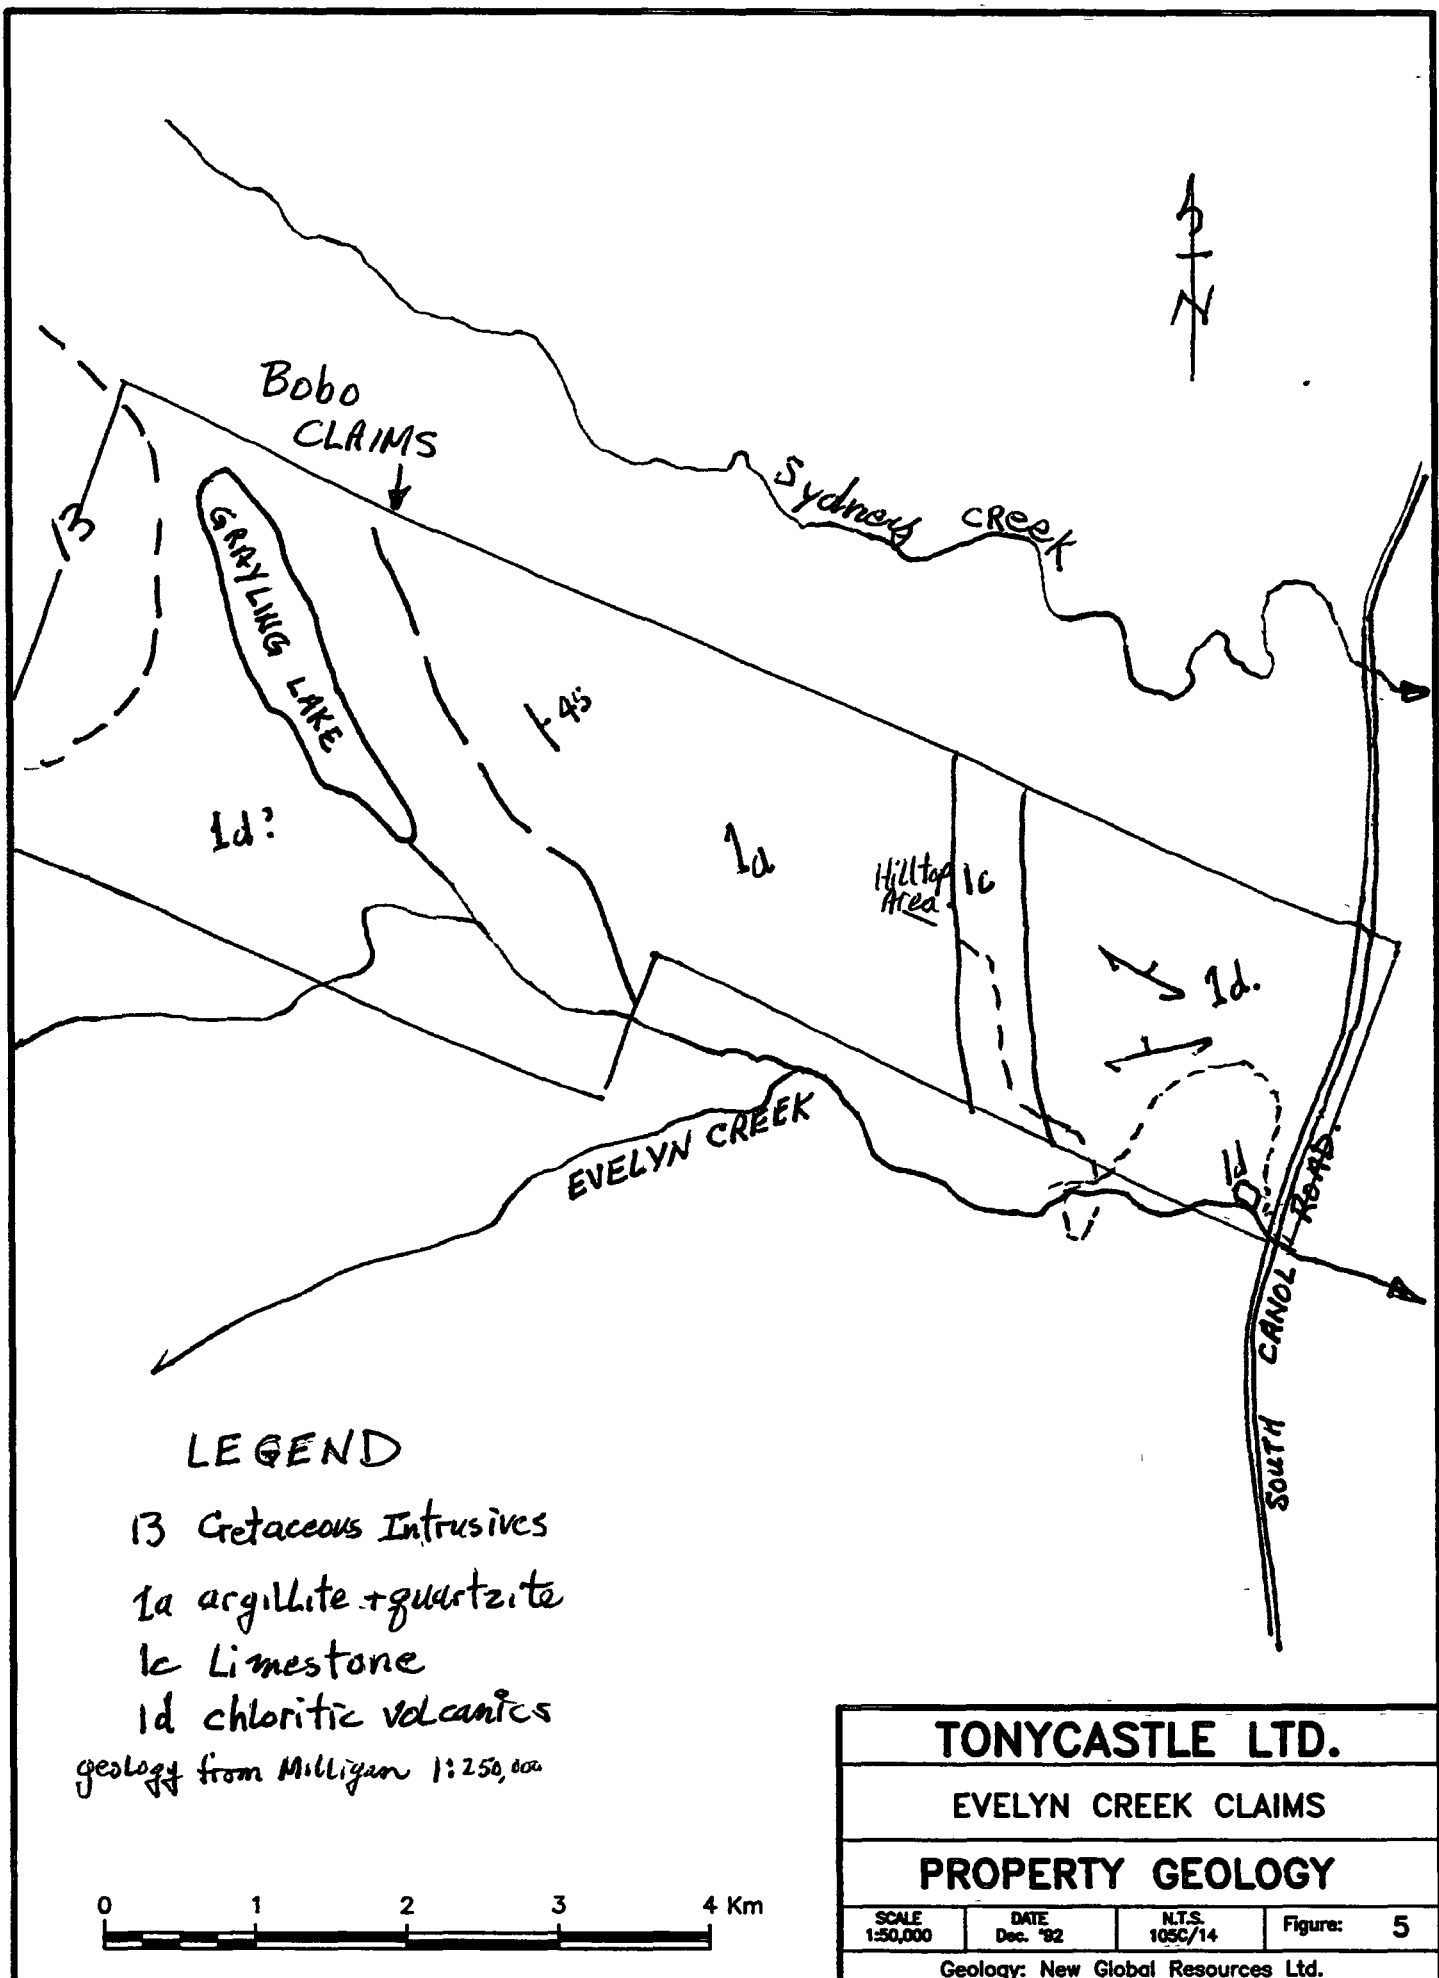 Bobo
CLAIMS
13
GRAYLING LAKE
Sydney CREEK
45
1d?
1a
Hilltop
Area
1c
1d.
1d
EVELYN CREEK
SOUTH CANOL ROAD.
N
LEGEND
13 Cretaceous Intrusives
1a argillite + quartzite
1c Limestone
1d chloritic volcanics
geology from Milligan 1:250,000
0 1 2 3 4 Km
TONYCASTLE LTD.
EVELYN CREEK CLAIMS
PROPERTY GEOLOGY
SCALE
1:50,000
DATE
Dec. '92
N.T.S.
105C/14
Figure: 5
Geology: New Global Resources Ltd.